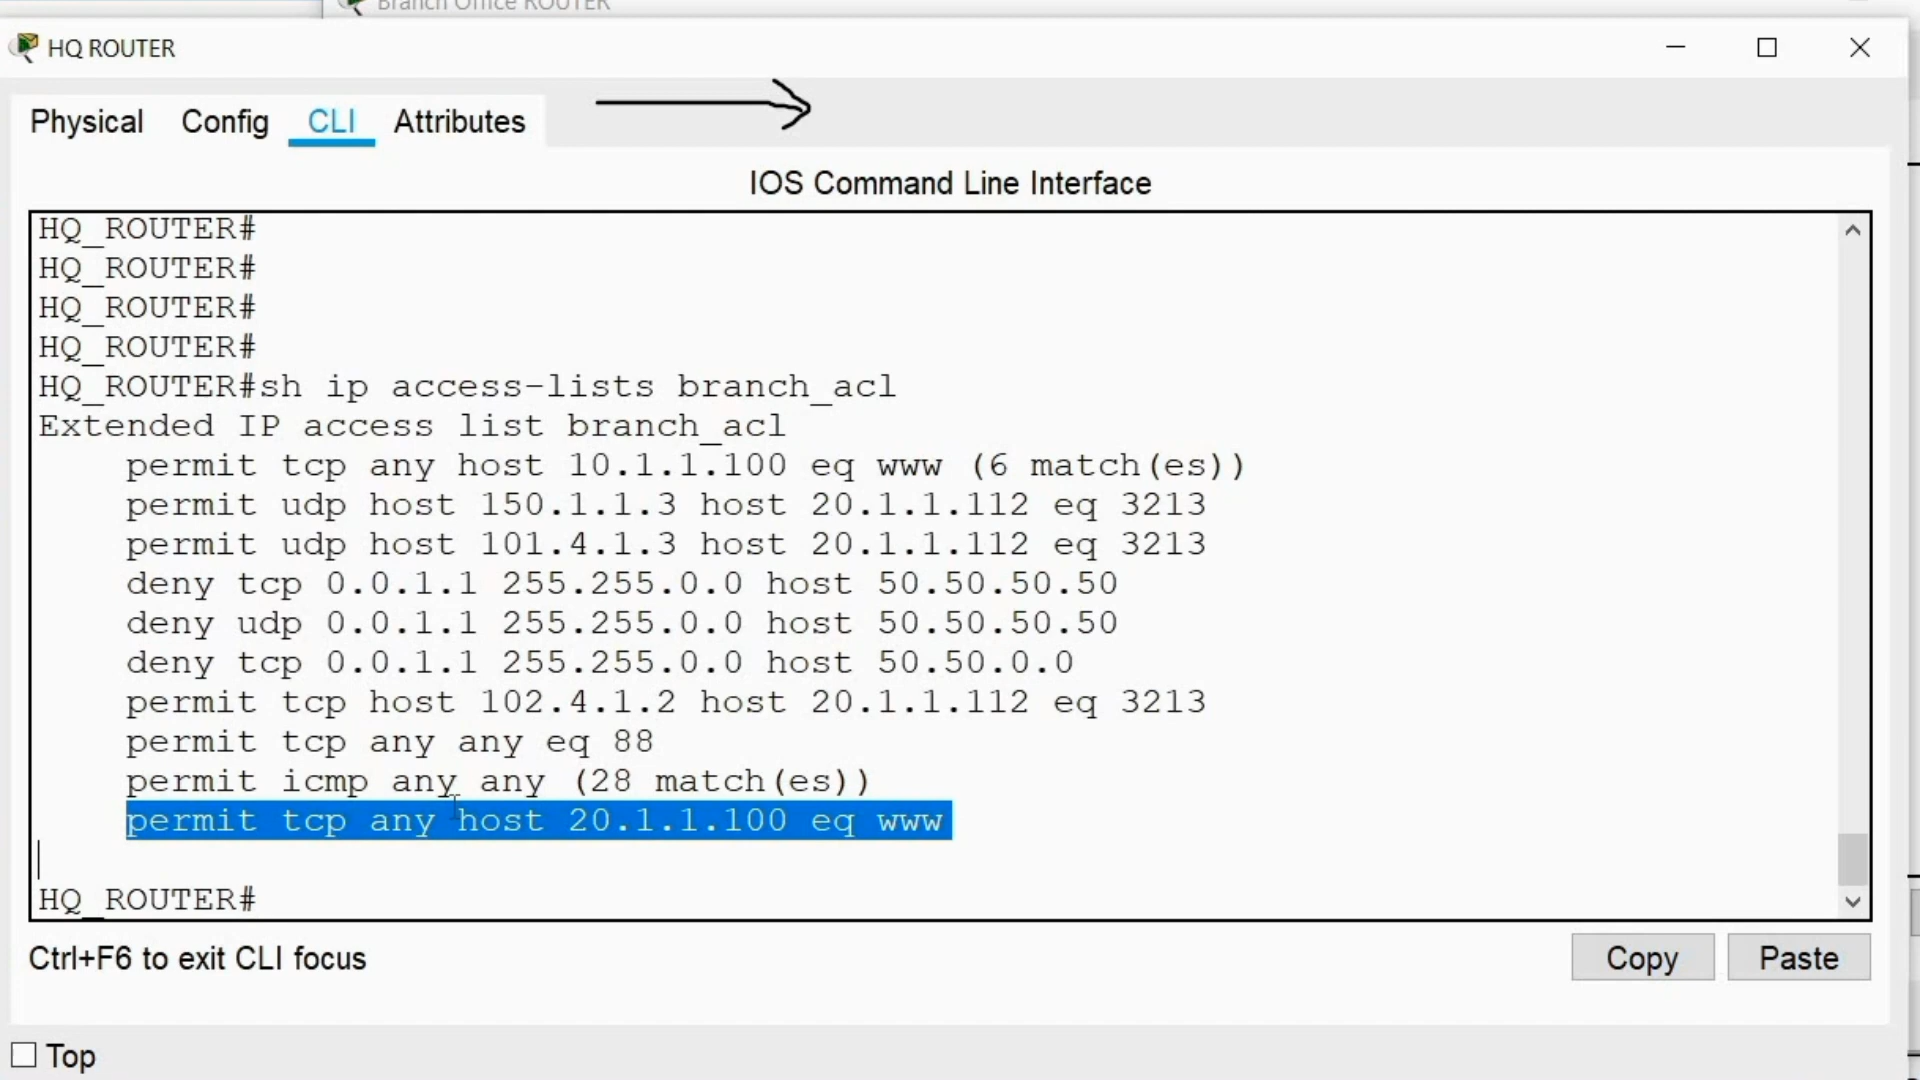 Branch Office ROUTER
HQ ROUTER
Physical Config CLI Attributes
IOS Command Line Interface
HQ_ROUTER#
HQ_ROUTER#
HQ_ROUTER#
HQ_ROUTER#
HQ_ROUTER#sh ip access-lists branch_acl
Extended IP access list branch_acl
permit tcp any host 10.1.1.100 eq www (6 match(es))
permit udp host 150.1.1.3 host 20.1.1.112 eq 3213
permit udp host 101.4.1.3 host 20.1.1.112 eq 3213
deny tcp 0.0.1.1 255.255.0.0 host 50.50.50.50
deny udp 0.0.1.1 255.255.0.0 host 50.50.50.50
deny tcp 0.0.1.1 255.255.0.0 host 50.50.0.0
permit tcp host 102.4.1.2 host 20.1.1.112 eq 3213
permit tcp any any eq 88
permit icmp any any (28 match(es))
permit tcp any host 20.1.1.100 eq www
HQ_ROUTER#
Ctrl+F6 to exit CLI focus
Copy Paste
Top